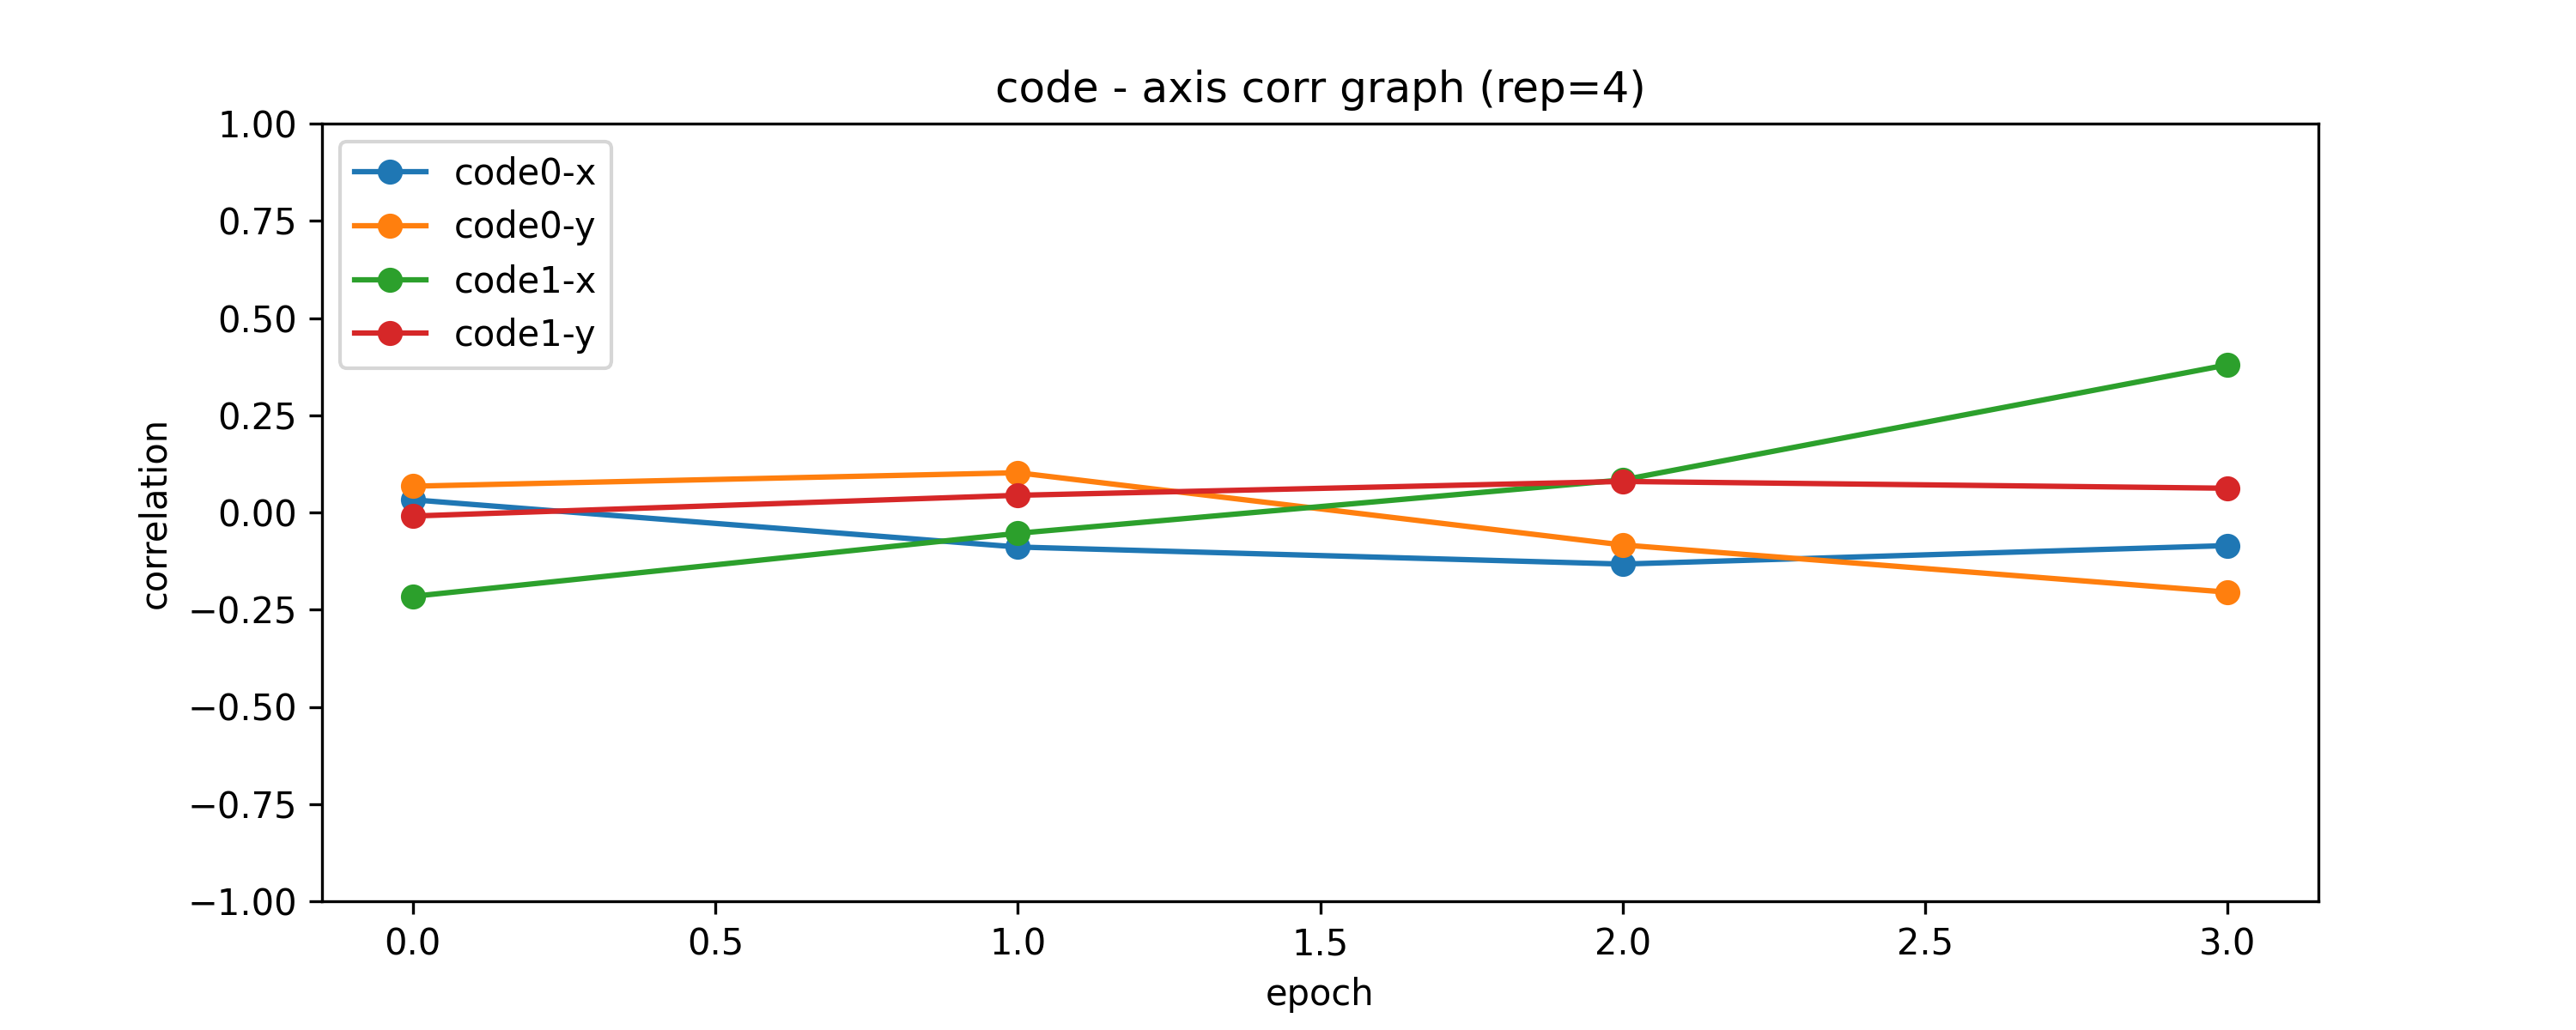 code - axis corr graph (rep=4)
1.00
0.75
0.50
0.25
0.00
−0.25
−0.50
−0.75
−1.00
correlation
code0-x
code0-y
code1-x
code1-y
0.0 0.5 1.0 1.5 2.0 2.5 3.0
epoch